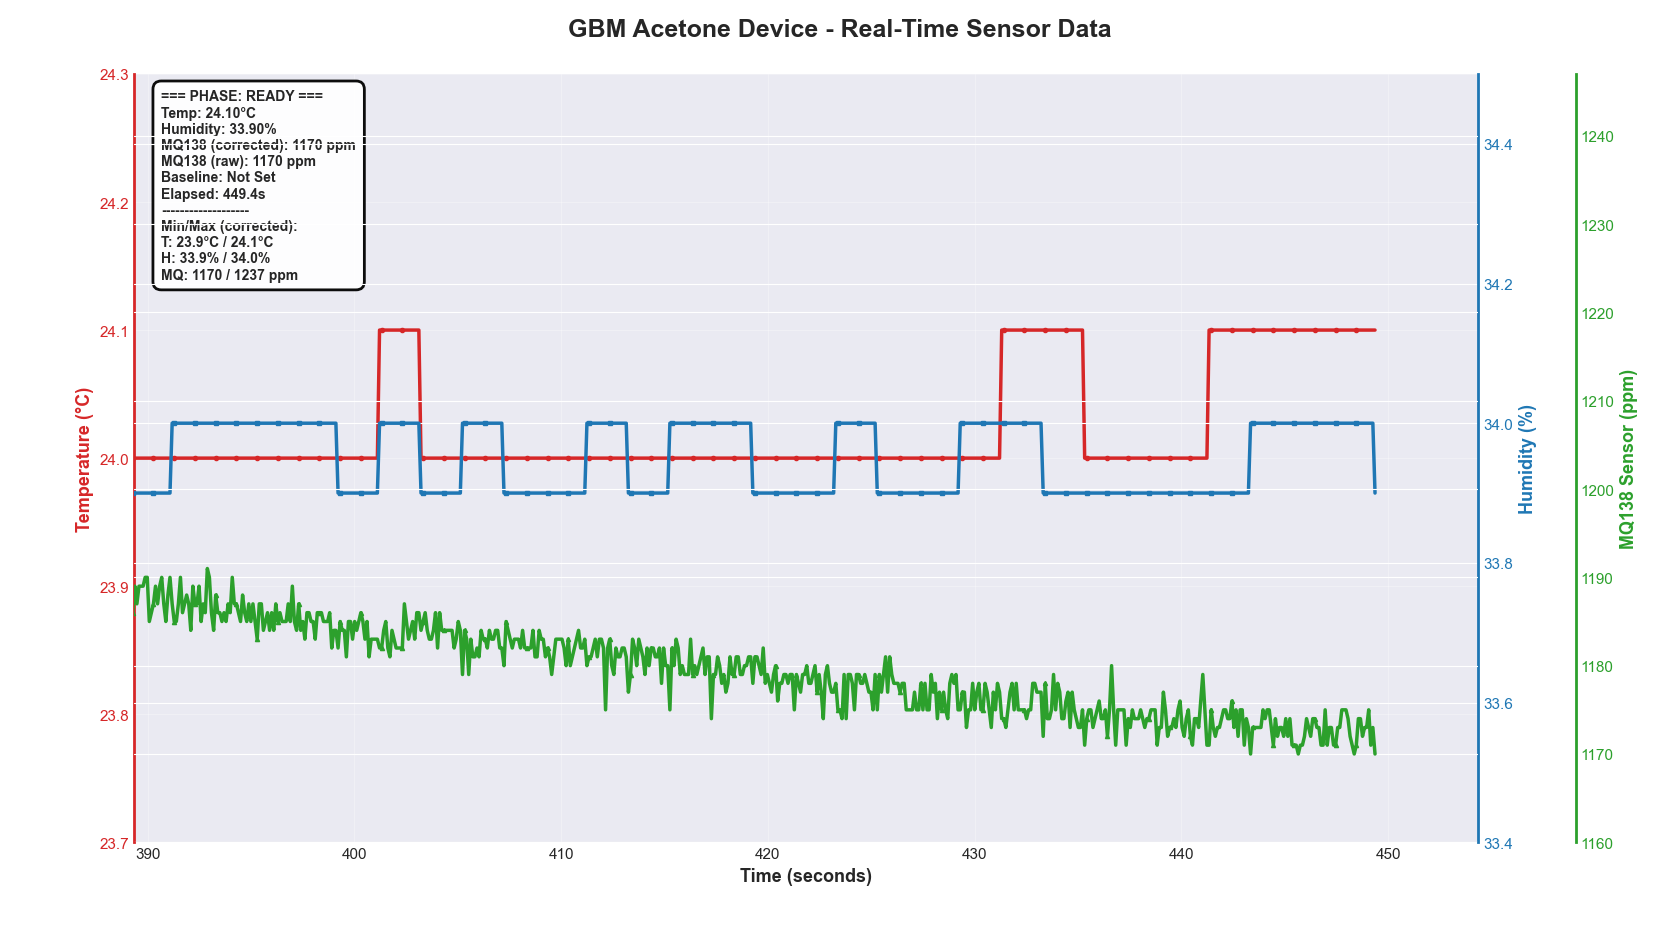 GBM Acetone Device - Real-Time Sensor Data
=== PHASE: READY ===
Temp: 24.10°C
Humidity: 33.90%
MQ138 (corrected): 1170 ppm
MQ138 (raw): 1170 ppm
Baseline: Not Set
Elapsed: 449.4s
-------------------
Min/Max (corrected):
T: 23.9°C / 24.1°C
H: 33.9% / 34.0%
MQ: 1170 / 1237 ppm
24.3
24.2
24.1
24.0
23.9
23.8
23.7
Temperature (°C)
34.4
34.2
34.0
33.8
33.6
33.4
Humidity (%)
1240
1230
1220
1210
1200
1190
1180
1170
1160
MQ138 Sensor (ppm)
390
400
410
420
430
440
450
Time (seconds)